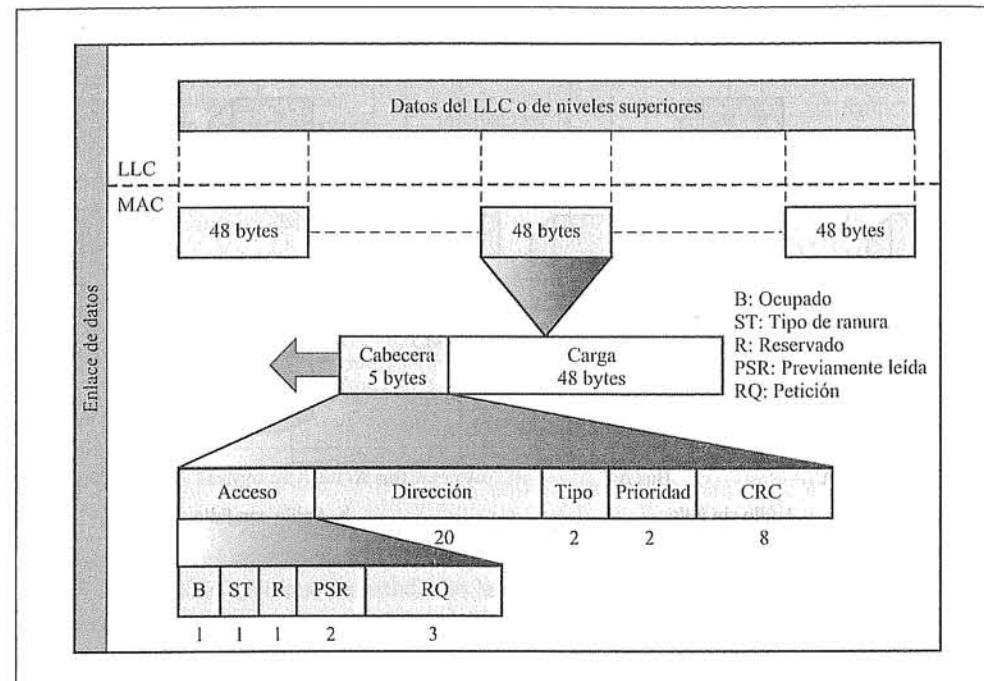 Datos del LLC o de niveles superiores
LLC
MAC
48 bytes
48 bytes
48 bytes
B: Ocupado
ST: Tipo de ranura
R: Reservado
PSR: Previamente leída
RQ: Petición
Cabecera
5 bytes
Carga
48 bytes
Enlace de datos
Acceso
Dirección
Tipo
Prioridad
CRC
20
2
2
8
B
ST
R
PSR
RQ
1
1
1
2
3